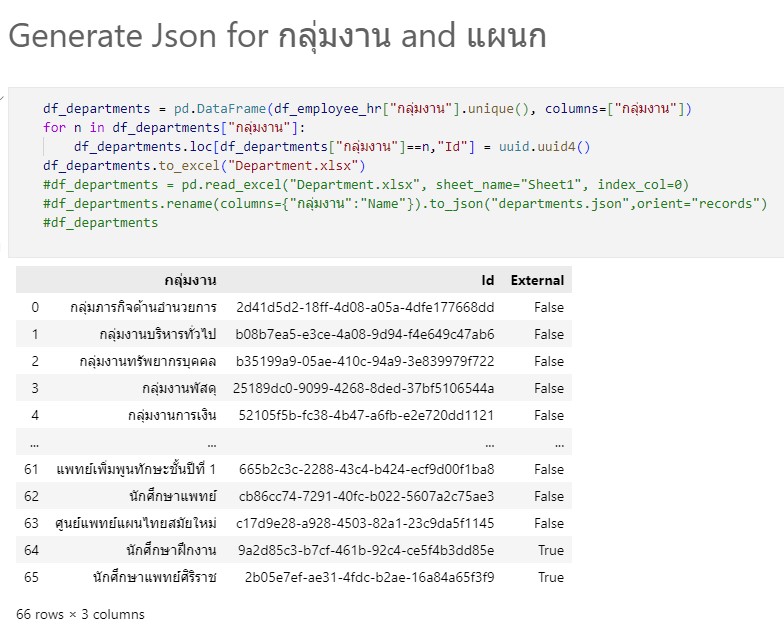 Generate Json for กลุ่มงาน and แผนก
df_departments = pd.DataFrame(df_employee_hr["กลุ่มงาน"].unique(), columns=["กลุ่มงาน"])
for n in df_departments["กลุ่มงาน"]:
df_departments.loc[df_departments["กลุ่มงาน"]==n,"Id"] = uuid.uuid4()
df_departments.to_excel("Department.xlsx")
#df_departments = pd.read_excel("Department.xlsx", sheet_name="Sheet1", index_col=0)
#df_departments.rename(columns={"กลุ่มงาน":"Name"}).to_json("departments.json",orient="records")
#df_departments
กลุ่มงาน Id External
0 กลุ่มภารกิจด้านอำนวยการ 2d41d5d2-18ff-4d08-a05a-4dfe177668dd False
1 กลุ่มงานบริหารทั่วไป b08b7ea5-e3ce-4a08-9d94-f4e649c47ab6 False
2 กลุ่มงานทรัพยากรบุคคล b35199a9-05ae-410c-94a9-3e839979f722 False
3 กลุ่มงานพัสดุ 25189dc0-9099-4268-8ded-37bf5106544a False
4 กลุ่มงานการเงิน 52105f5b-fc38-4b47-a6fb-e2e720dd1121 False
... ... ... ...
61 แพทย์เพิ่มพูนทักษะชั้นปีที่ 1 665b2c3c-2288-43c4-b424-ecf9d00f1ba8 False
62 นักศึกษาแพทย์ cb86cc74-7291-40fc-b022-5607a2c75ae3 False
63 ศูนย์แพทย์แผนไทยสมัยใหม่ c17d9e28-a928-4503-82a1-23c9da5f1145 False
64 นักศึกษาฝึกงาน 9a2d85c3-b7cf-461b-92c4-ce5f4b3dd85e True
65 นักศึกษาแพทย์ศิริราช 2b05e7ef-ae31-4fdc-b2ae-16a84a65f3f9 True
66 rows × 3 columns